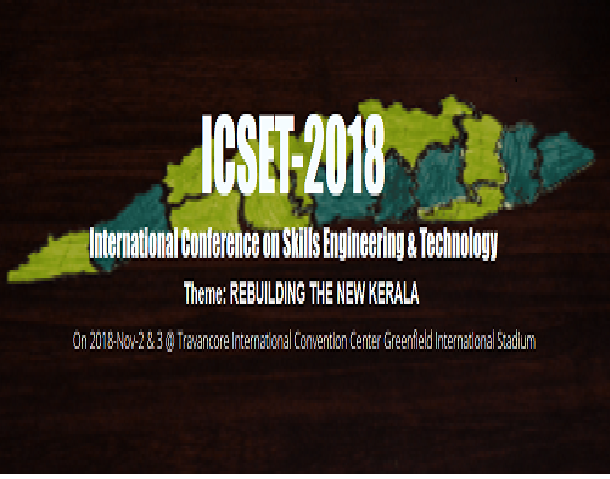 ICSET-2018
International Conference on Skills Engineering & Technology
Theme: REBUILDING THE NEW KERALA
On 2018-Nov-2 & 3 @ Travancore International Convention Center Greenfield International Stadium